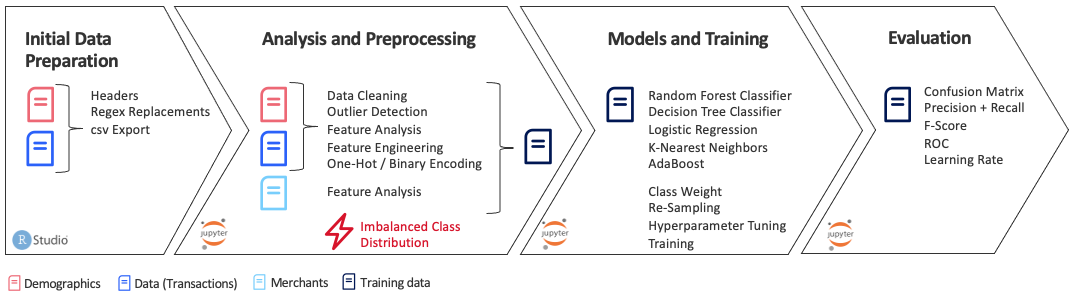 Initial Data
Preparation
Headers
Regex Replacements
csv Export
R Studio
Analysis and Preprocessing
Data Cleaning
Outlier Detection
Feature Analysis
Feature Engineering
One-Hot / Binary Encoding
Feature Analysis
Imbalanced Class
Distribution
jupyter
Models and Training
Random Forest Classifier
Decision Tree Classifier
Logistic Regression
K-Nearest Neighbors
AdaBoost
Class Weight
Re-Sampling
Hyperparameter Tuning
Training
jupyter
Evaluation
Confusion Matrix
Precision + Recall
F-Score
ROC
Learning Rate
jupyter
Demographics
Data (Transactions)
Merchants
Training data